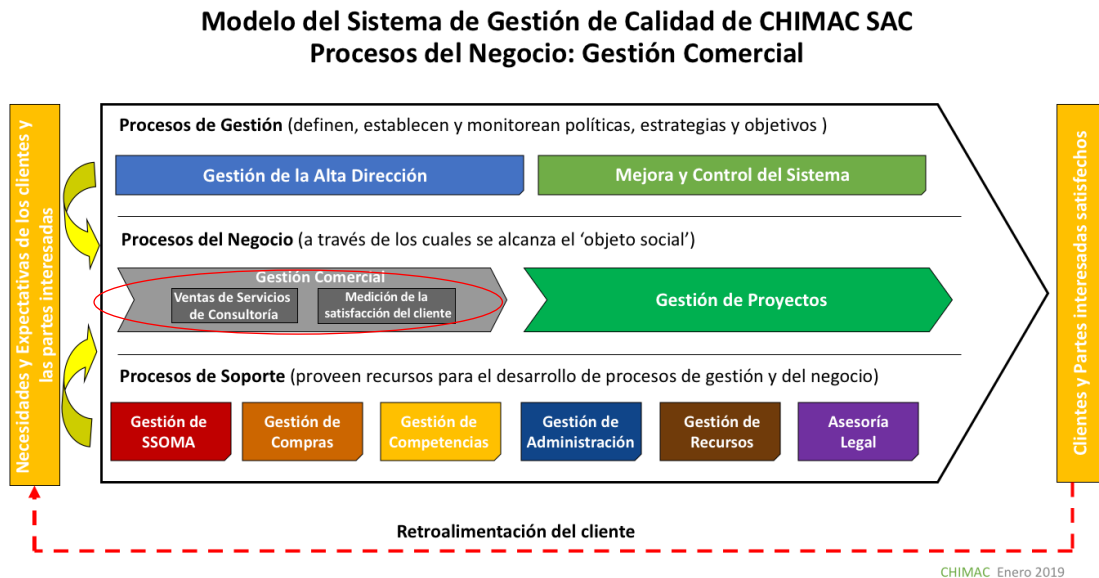 Modelo del Sistema de Gestión de Calidad de CHIMAC SAC
Procesos del Negocio: Gestión Comercial
Necesidades y Expectativas de los clientes y
las partes interesadas
Procesos de Gestión (definen, establecen y monitorean políticas, estrategias y objetivos )
Gestión de la Alta Dirección
Mejora y Control del Sistema
Procesos del Negocio (a través de los cuales se alcanza el ‘objeto social’)
Gestión Comercial
Ventas de Servicios
de Consultoría
Medición de la
satisfacción del cliente
Gestión de Proyectos
Procesos de Soporte (proveen recursos para el desarrollo de procesos de gestión y del negocio)
Gestión de
SSOMA
Gestión de
Compras
Gestión de
Competencias
Gestión de
Administración
Gestión de
Recursos
Asesoría
Legal
Clientes y Partes interesadas satisfechos
Retroalimentación del cliente
CHIMAC Enero 2019